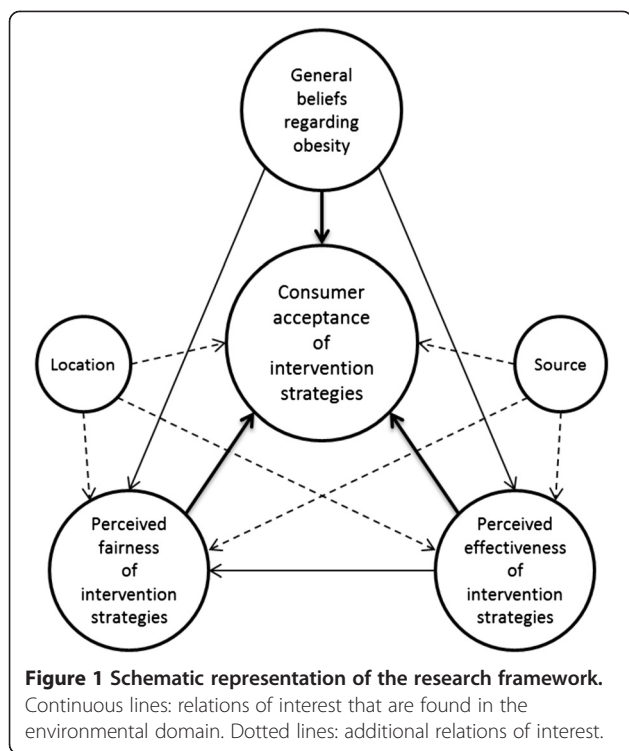 General
beliefs
regarding
obesity
Consumer
acceptance
of
intervention
strategies
Location
Source
Perceived
fairness
of
intervention
strategies
Perceived
effectiveness
of
intervention
strategies
Figure 1 Schematic representation of the research framework.
Continuous lines: relations of interest that are found in the
environmental domain. Dotted lines: additional relations of interest.